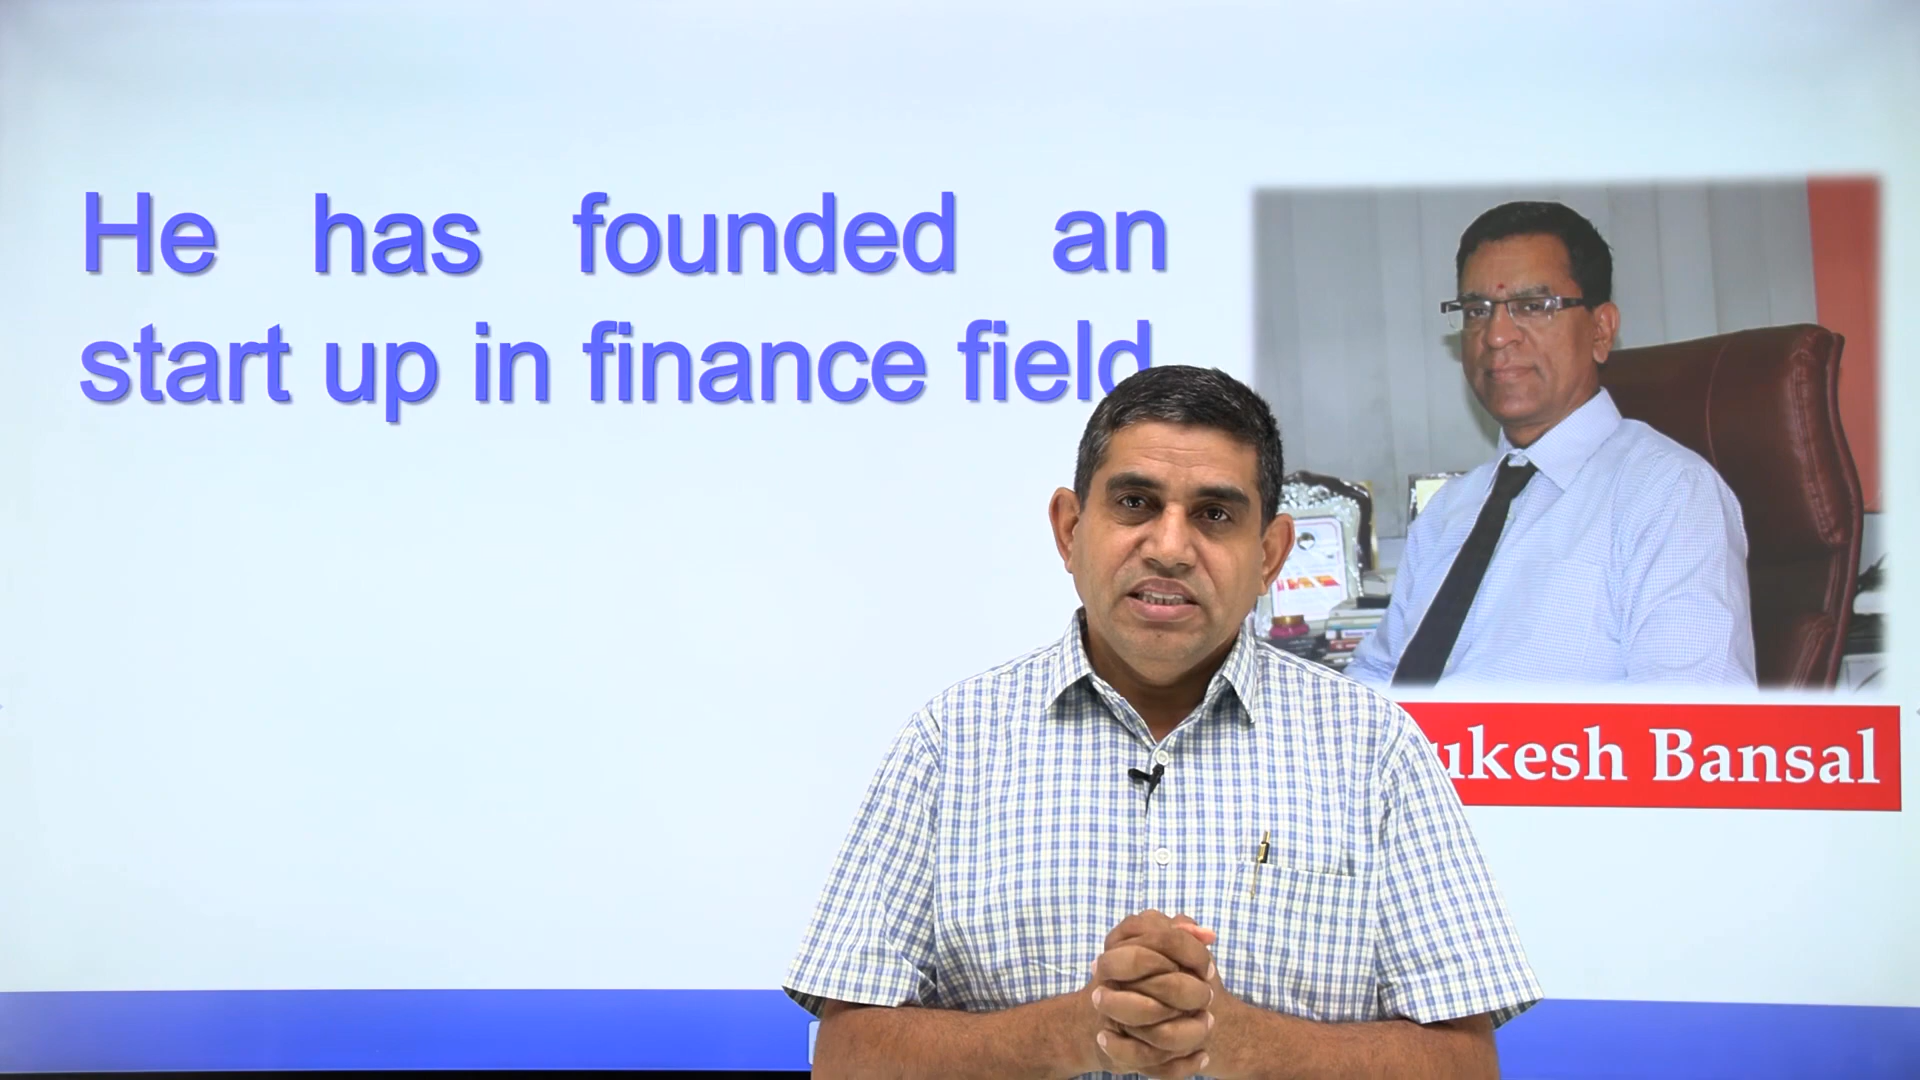 He has founded an
start up in finance field
ukesh Bansal